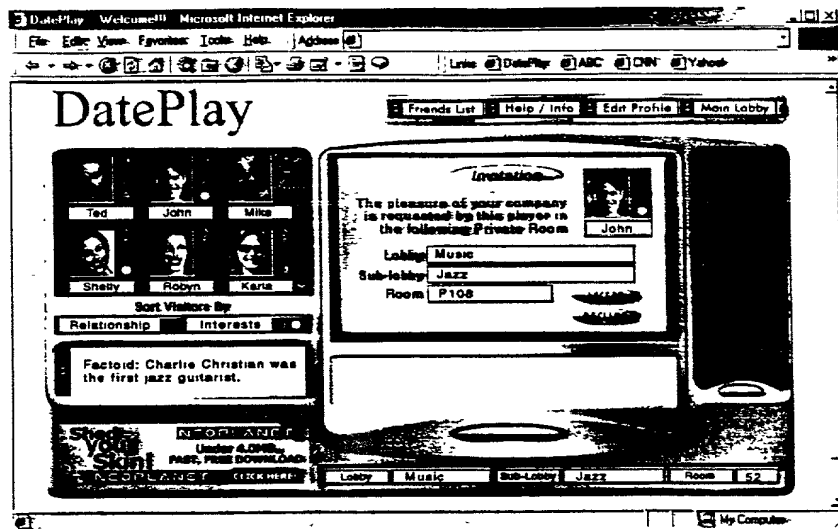 DatePlay Welcome!!! Microsoft Internet Explorer
File Edit View Favorites Tools Help Address
Links DatePlay ABC CNN Yahoo!
DatePlay
Friends List Help / Info Edit Profile Main Lobby
Ted John Mike
Shelly Robyn Karla
Sort Visitors By
Relationship Interests
Factoid: Charlie Christian was
the first jazz guitarist.
Invitation
The pleasure of your company
is requested by this player in
the following Private Room
John
Lobby Music
Sub-lobby Jazz
Room P108
Skin!
NEOPLANET
Under 4.0MB
FAST, FREE DOWNLOAD
NEOPLANET CLICK HERE!
Lobby Music Sub-Lobby Jazz Room 52
My Computer